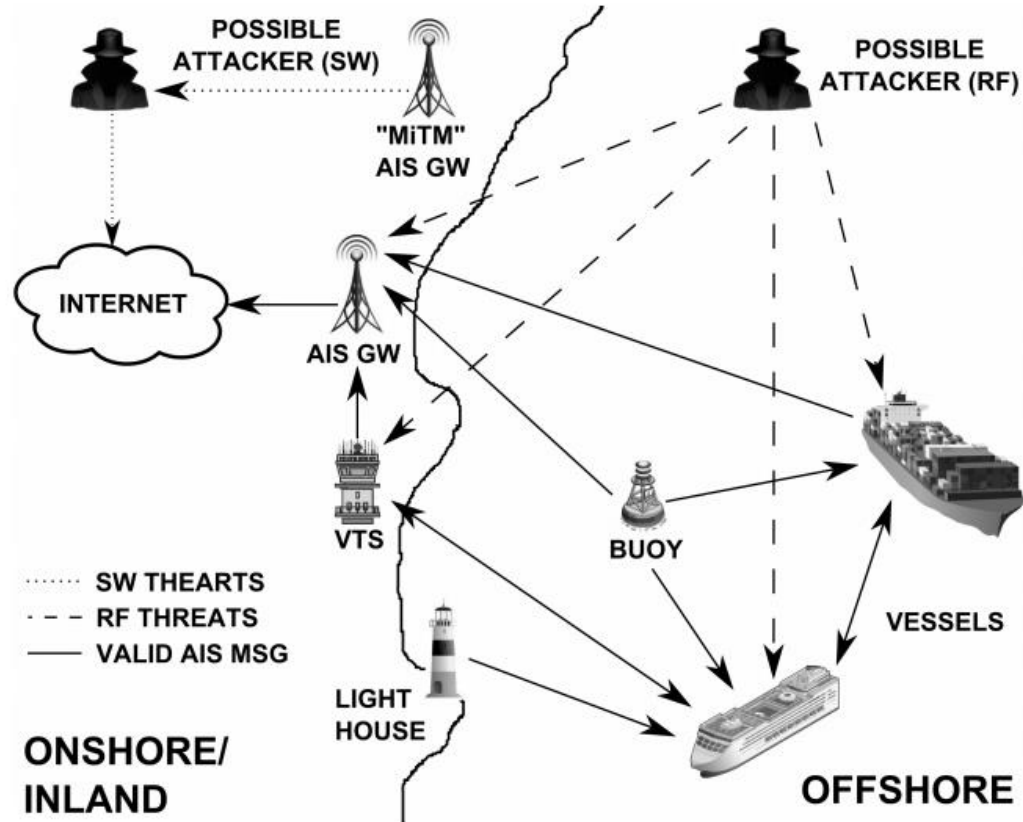 POSSIBLE
ATTACKER (SW)
"MiTM"
AIS GW
POSSIBLE
ATTACKER (RF)
INTERNET
AIS GW
VTS
BUOY
SW THEARTS
RF THREATS
VALID AIS MSG
LIGHT
HOUSE
VESSELS
ONSHORE/
INLAND
OFFSHORE